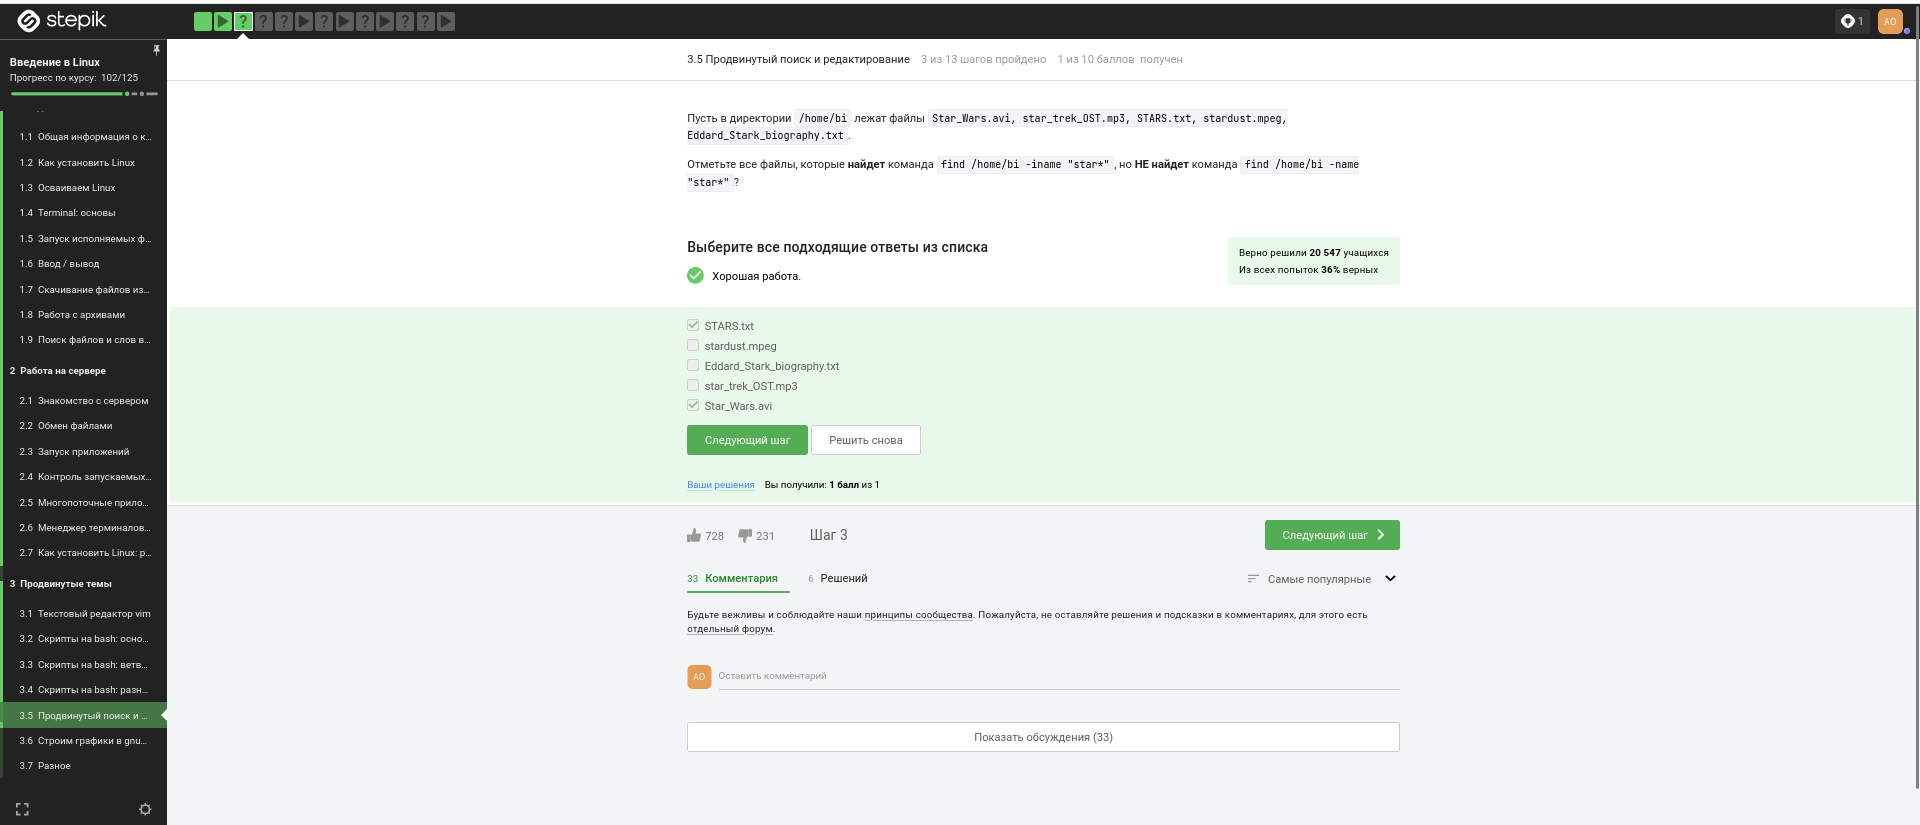 stepik
? ? ? ? ? ? ?
1
AO
Введение в Linux
Прогресс по курсу: 102/125
1.1 Общая информация о к...
1.2 Как установить Linux
1.3 Осваиваем Linux
1.4 Terminal: основы
1.5 Запуск исполняемых ф...
1.6 Ввод / вывод
1.7 Скачивание файлов из...
1.8 Работа с архивами
1.9 Поиск файлов и слов в...
2 Работа на сервере
2.1 Знакомство с сервером
2.2 Обмен файлами
2.3 Запуск приложений
2.4 Контроль запускаемых...
2.5 Многопоточные прило...
2.6 Менеджер терминалов...
2.7 Как установить Linux: р...
3 Продвинутые темы
3.1 Текстовый редактор vim
3.2 Скрипты на bash: осно...
3.3 Скрипты на bash: ветв...
3.4 Скрипты на bash: разн...
3.5 Продвинутый поиск и ...
3.6 Строим графики в gnu...
3.7 Разное
3.5 Продвинутый поиск и редактирование 3 из 13 шагов пройдено 1 из 10 баллов получен
Пусть в директории /home/bi лежат файлы Star_Wars.avi, star_trek_OST.mp3, STARS.txt, stardust.mpeg,
Eddard_Stark_biography.txt .
Отметьте все файлы, которые найдет команда find /home/bi -iname "star*" , но НЕ найдет команда find /home/bi -name
"star*" ?
Выберите все подходящие ответы из списка
Хорошая работа.
Верно решили 20 547 учащихся
Из всех попыток 36% верных
STARS.txt
stardust.mpeg
Eddard_Stark_biography.txt
star_trek_OST.mp3
Star_Wars.avi
Следующий шаг Решить снова
Ваши решения Вы получили: 1 балл из 1
728 231 Шаг 3 Следующий шаг
33 Комментария 6 Решений Самые популярные
Будьте вежливы и соблюдайте наши принципы сообщества. Пожалуйста, не оставляйте решения и подсказки в комментариях, для этого есть
отдельный форум.
AO Оставить комментарий
Показать обсуждения (33)